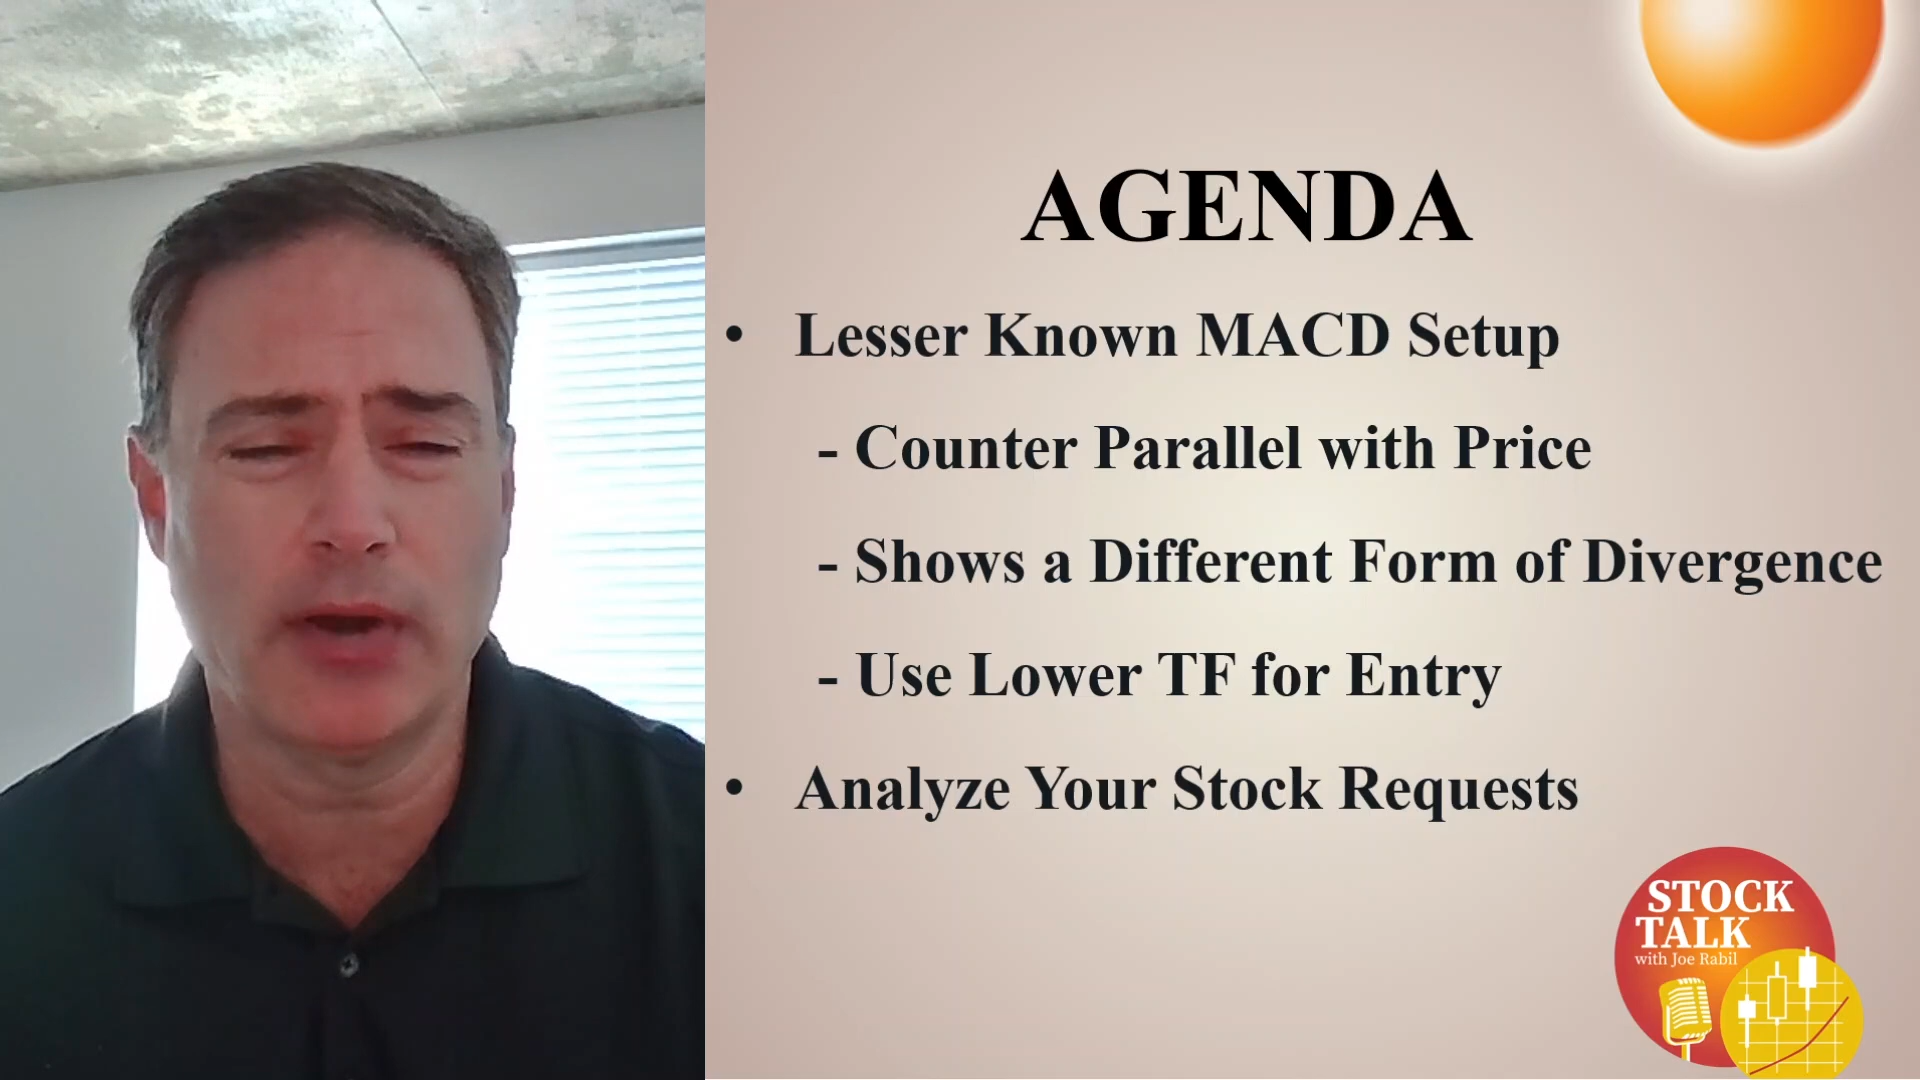 AGENDA
• Lesser Known MACD Setup
- Counter Parallel with Price
- Shows a Different Form of Divergence
- Use Lower TF for Entry
• Analyze Your Stock Requests
STOCK
TALK
with Joe Rabil